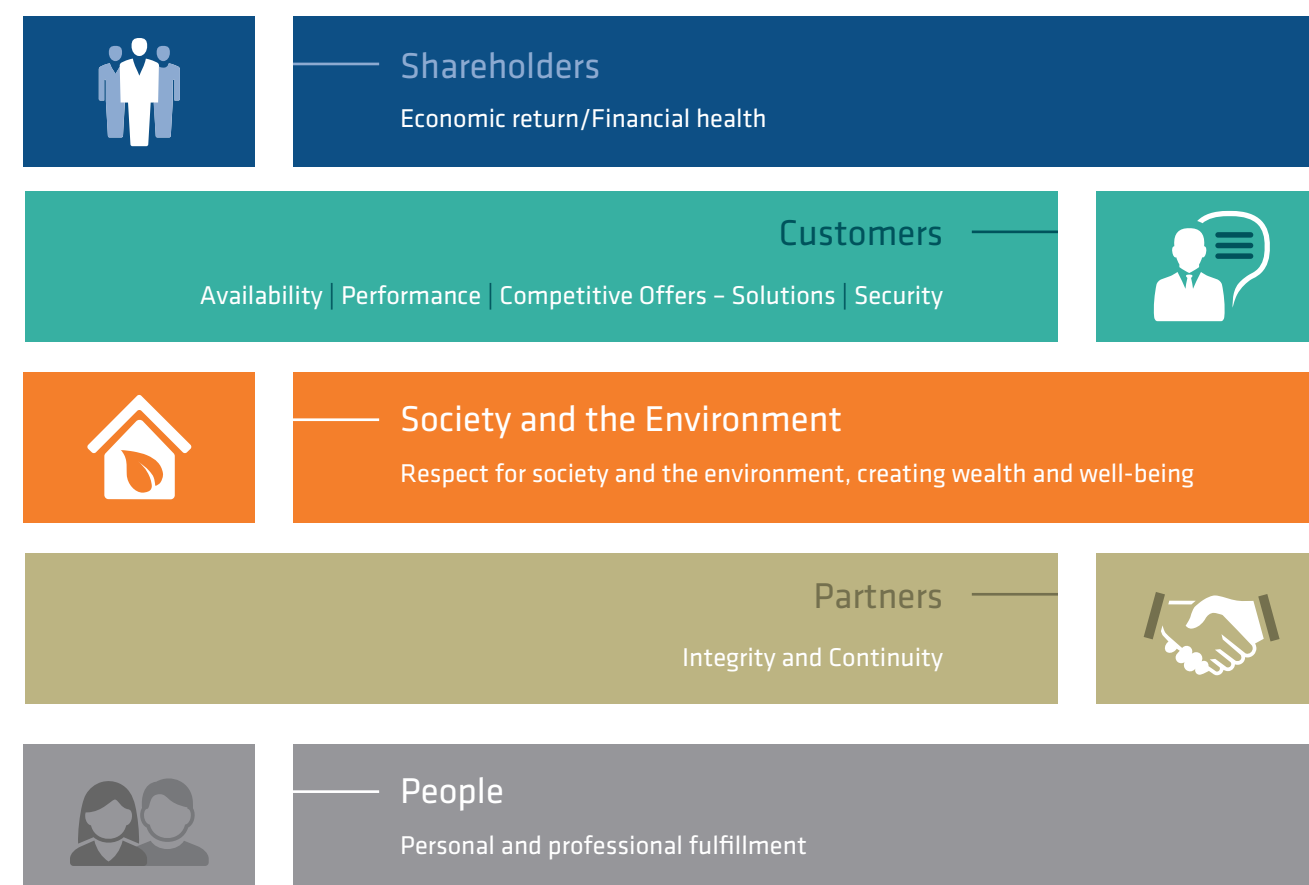 Shareholders
Economic return/Financial health
Customers
Availability | Performance | Competitive Offers – Solutions | Security
Society and the Environment
Respect for society and the environment, creating wealth and well-being
Partners
Integrity and Continuity
People
Personal and professional fulfillment